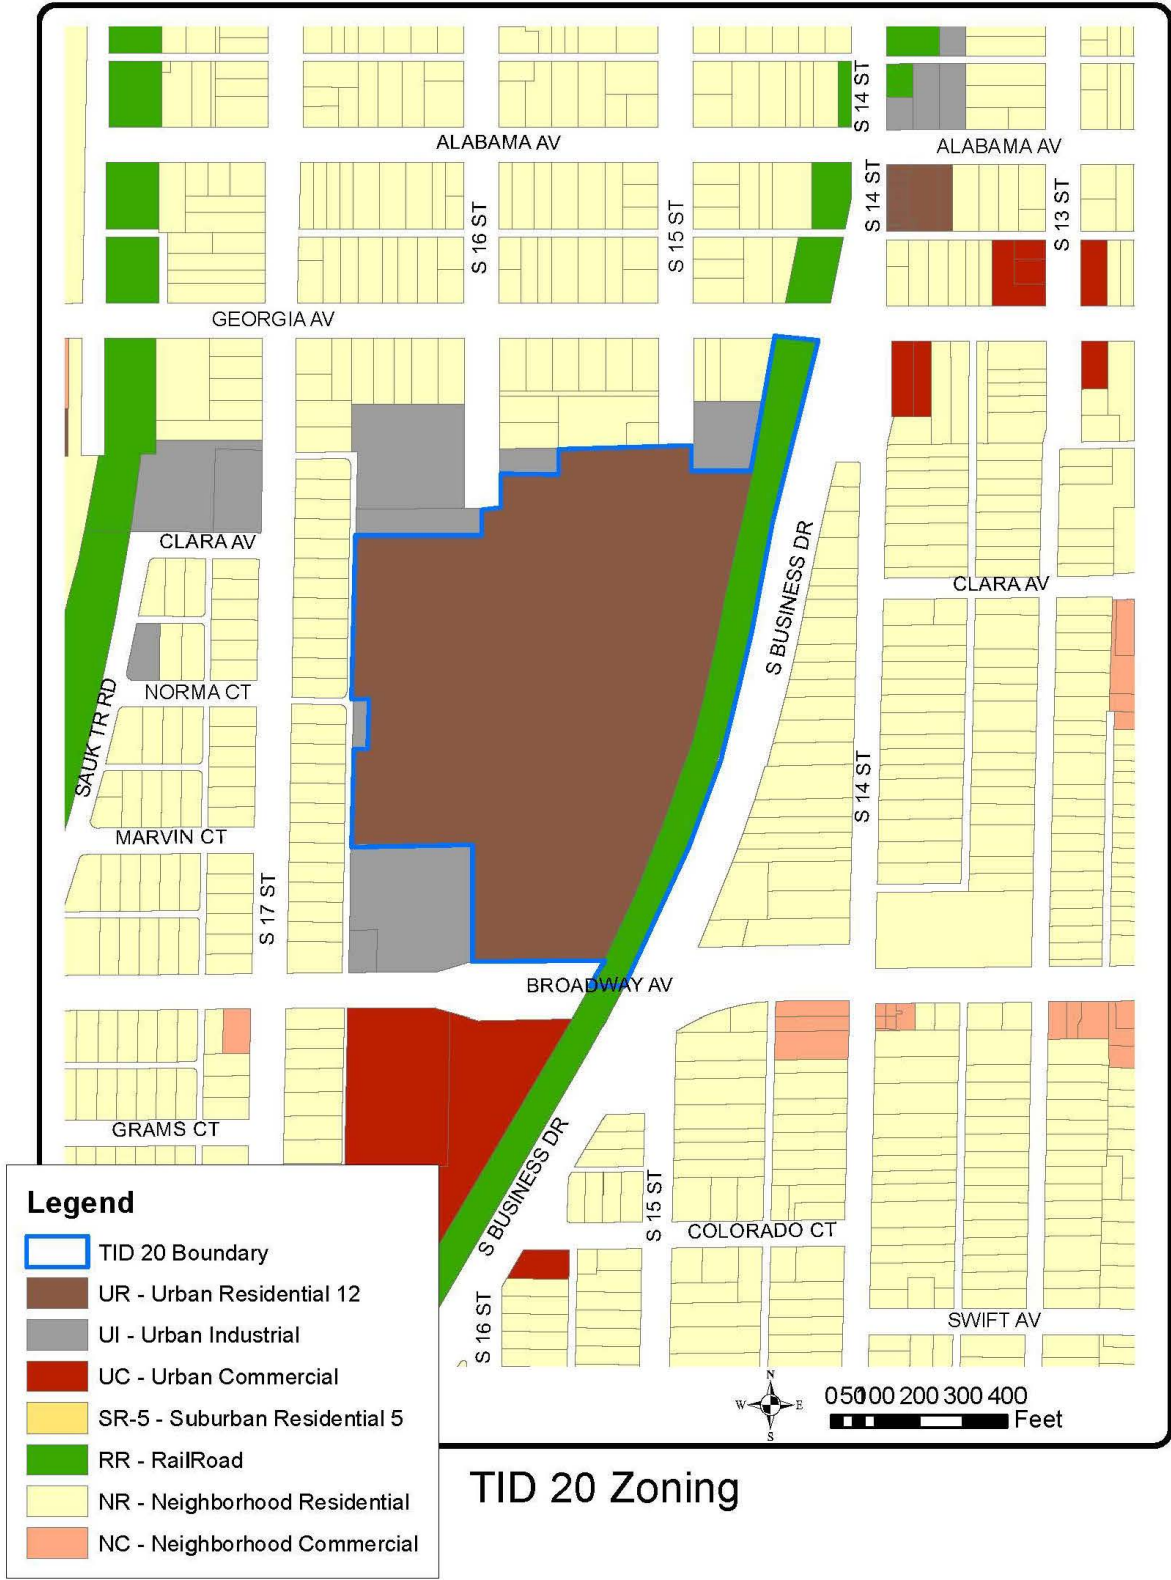 S 14 ST
ALABAMA AV
ALABAMA AV
S 14 ST
S 13 ST
S 16 ST
S 15 ST
GEORGIA AV
CLARA AV
S BUSINESS DR
CLARA AV
NORMA CT
SAUK TR RD
S 14 ST
MARVIN CT
S 17 ST
BROADWAY AV
GRAMS CT
S BUSINESS DR
S 15 ST
COLORADO CT
S 16 ST
SWIFT AV
Legend
TID 20 Boundary
UR - Urban Residential 12
UI - Urban Industrial
UC - Urban Commercial
SR-5 - Suburban Residential 5
RR - RailRoad
NR - Neighborhood Residential
NC - Neighborhood Commercial
N
W E
S
0 50 100 200 300 400
Feet
TID 20 Zoning